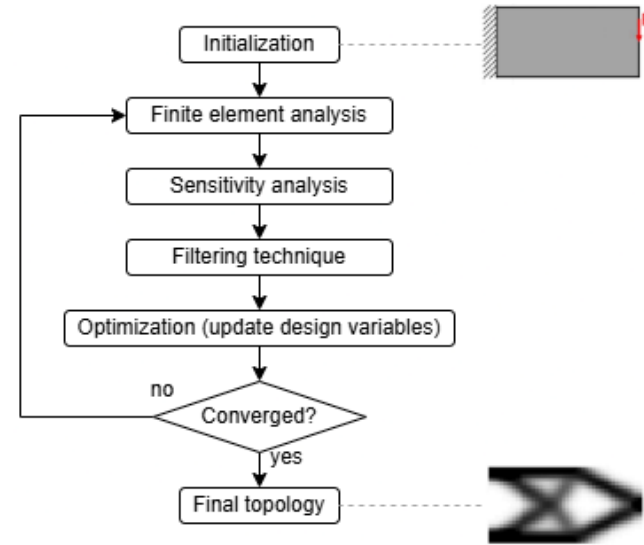 Initialization
Finite element analysis
Sensitivity analysis
Filtering technique
Optimization (update design variables)
no
Converged?
yes
Final topology